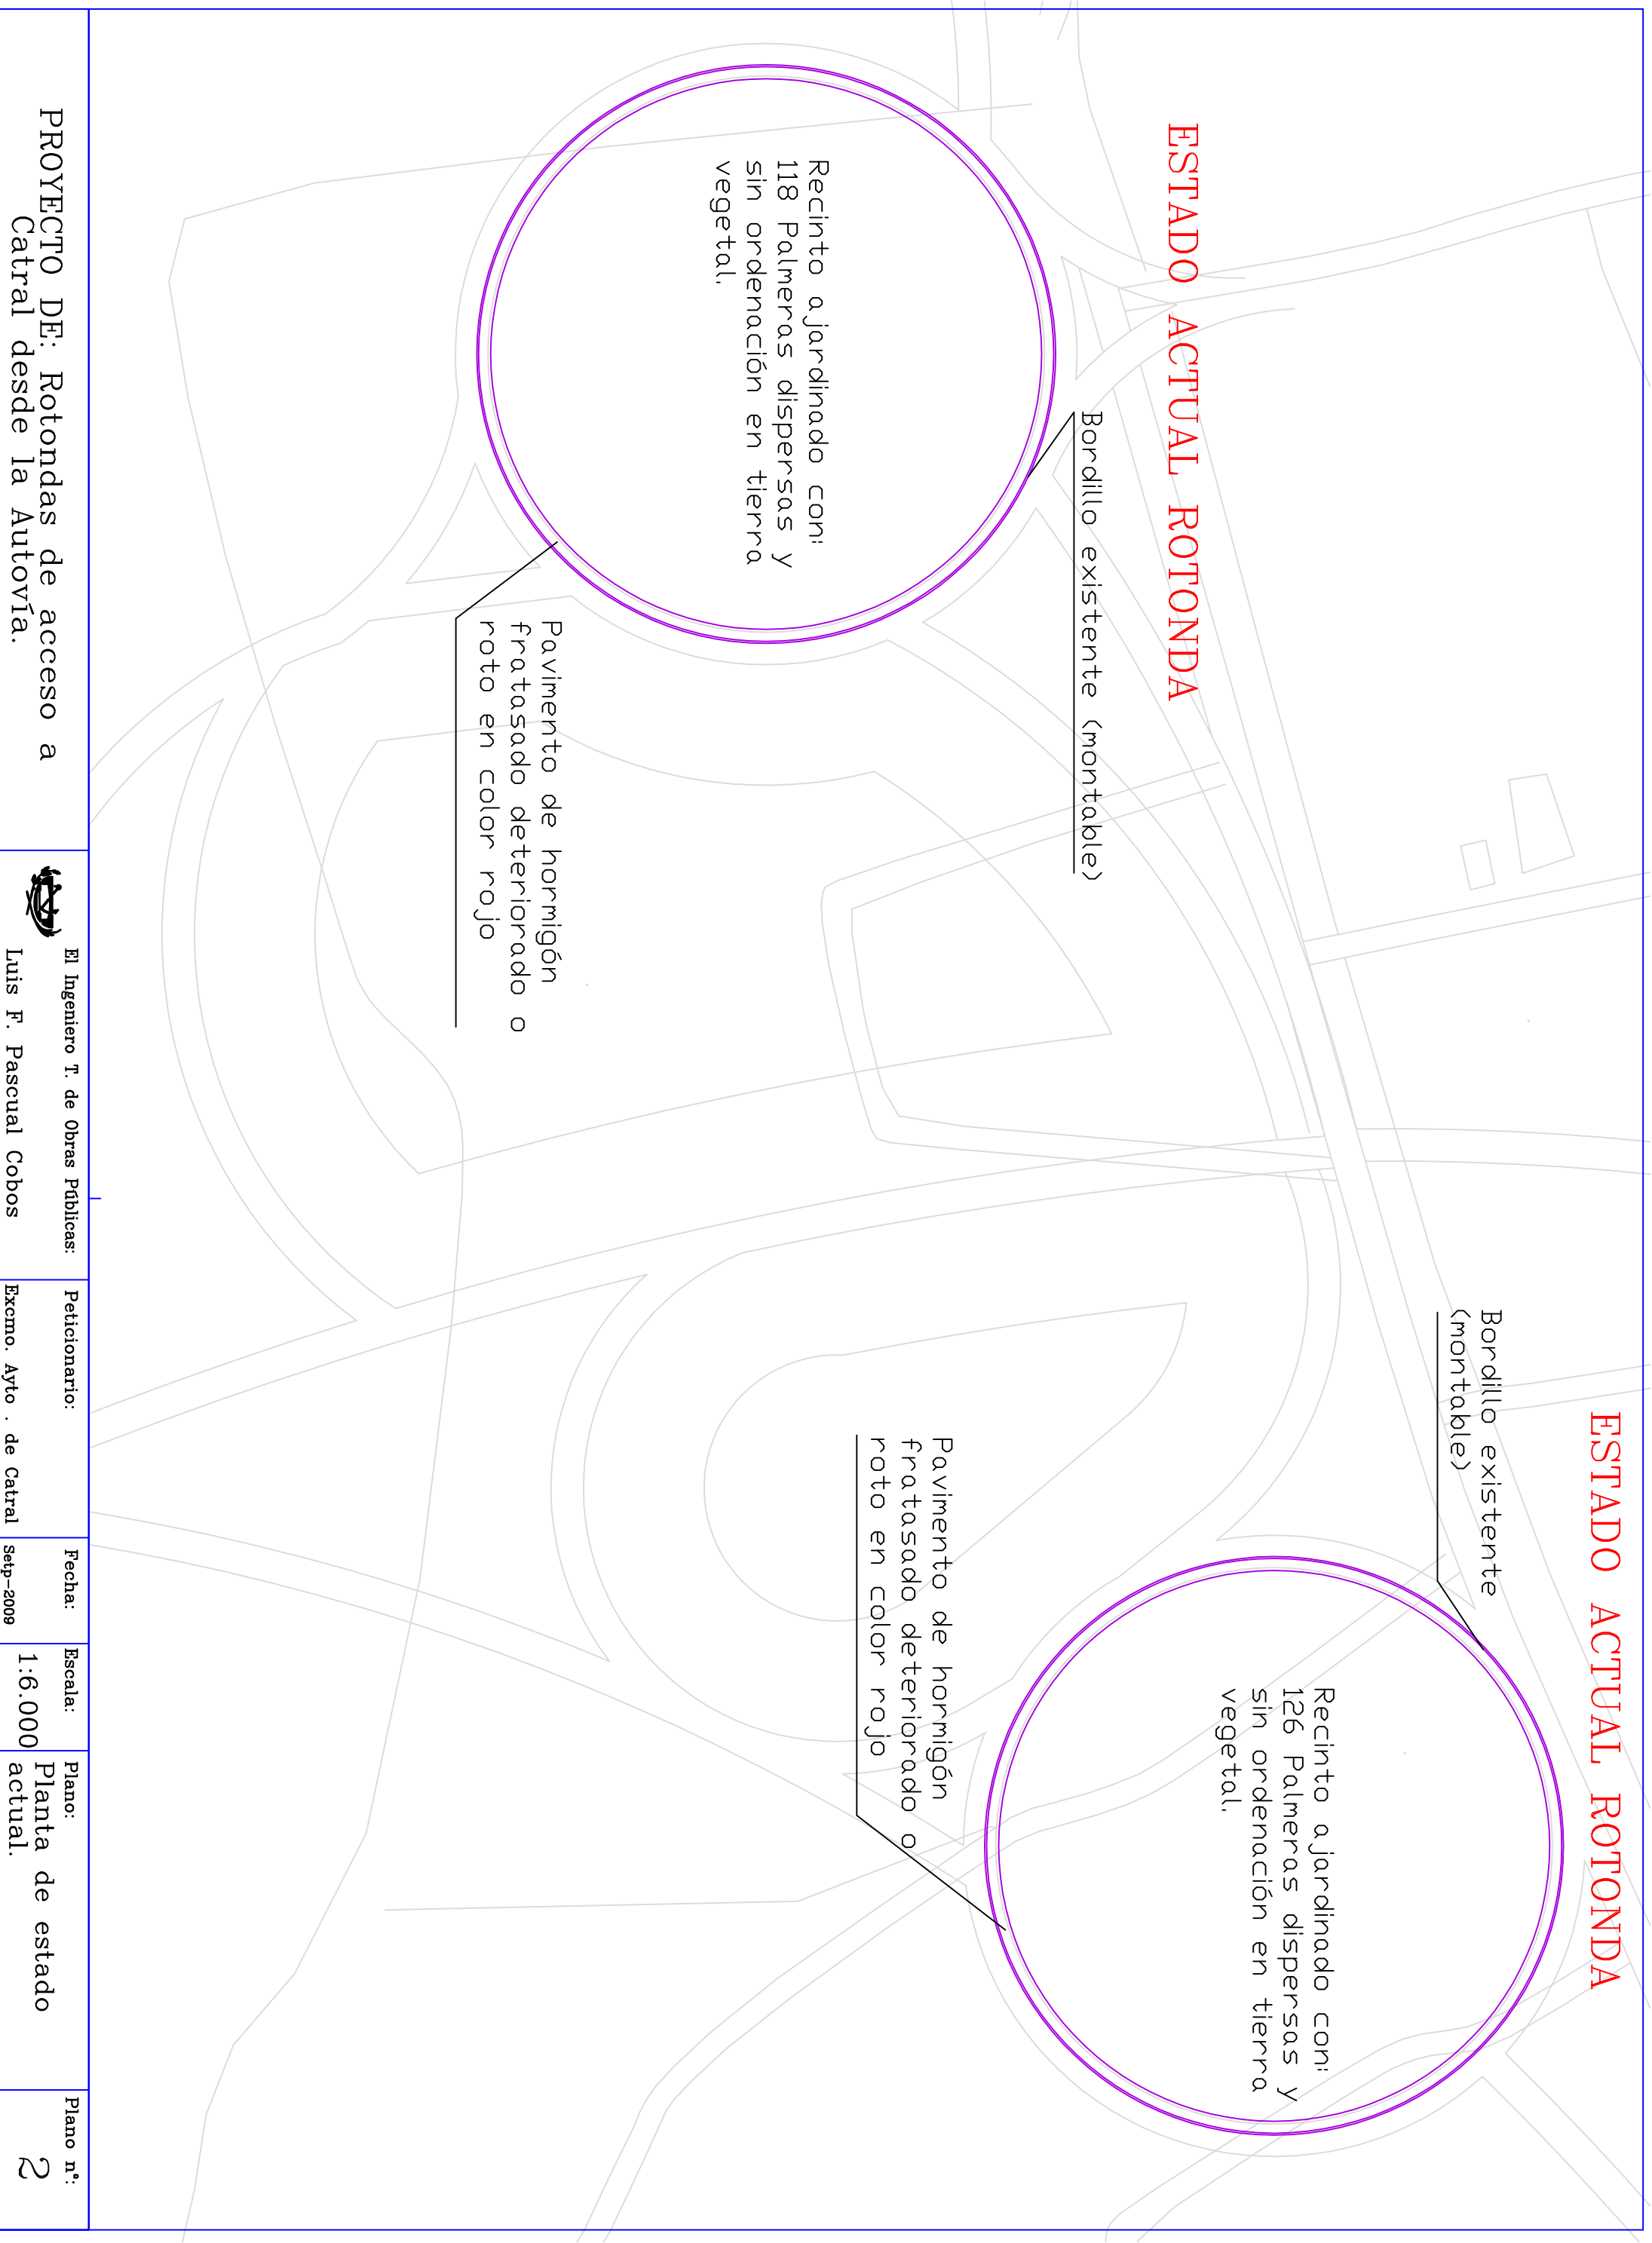 ESTADO ACTUAL ROTONDA
Bordillo existente
(montable)
Recinto ajardinado con:
126 Palmeras dispersas y
sin ordenación en tierra
vegetal.
Pavimento de hormigón
fratasado deteriorado o
roto en color rojo
ESTADO ACTUAL ROTONDA
Bordillo existente (montable)
Recinto ajardinado con:
118 Palmeras dispersas y
sin ordenación en tierra
vegetal.
Pavimento de hormigón
fratasado deteriorado o
roto en color rojo
PROYECTO DE: Rotondas de acceso a
Catral desde la Autovía.
El Ingeniero T. de Obras Públicas:
Luis F. Pascual Cobos
Peticionario:
Excmo. Ayto . de Catral
Fecha:
Setp-2009
Escala:
1:6.0000
Plano:
Planta de estado
actual.
Plano nº:
2